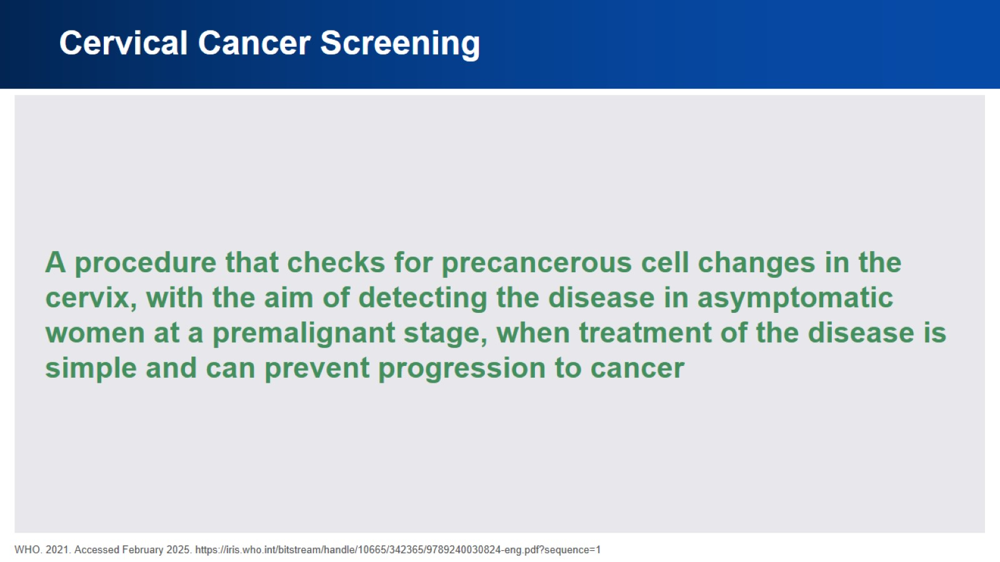 Cervical Cancer Screening
A procedure that checks for precancerous cell changes in the
cervix, with the aim of detecting the disease in asymptomatic
women at a premalignant stage, when treatment of the disease is
simple and can prevent progression to cancer
WHO. 2021. Accessed February 2025. https://iris.who.int/bitstream/handle/10665/342365/9789240030824-eng.pdf?sequence=1